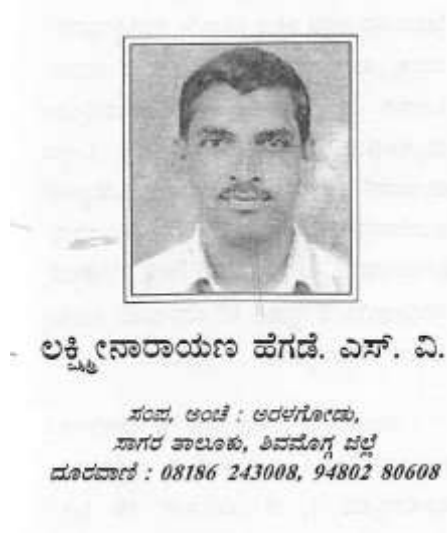 ಲಕ್ಷ್ಮೀನಾರಾಯಣ ಹೆಗಡೆ. ಎಸ್. ವಿ.
ಸಂಪ, ಅಂಚೆ : ಅರಳಗೋಡು,
ಸಾಗರ ತಾಲೂಕು, ಶಿವಮೊಗ್ಗ ಜಿಲ್ಲೆ
ದೂರವಾಣಿ : 08186 243008, 94802 80608